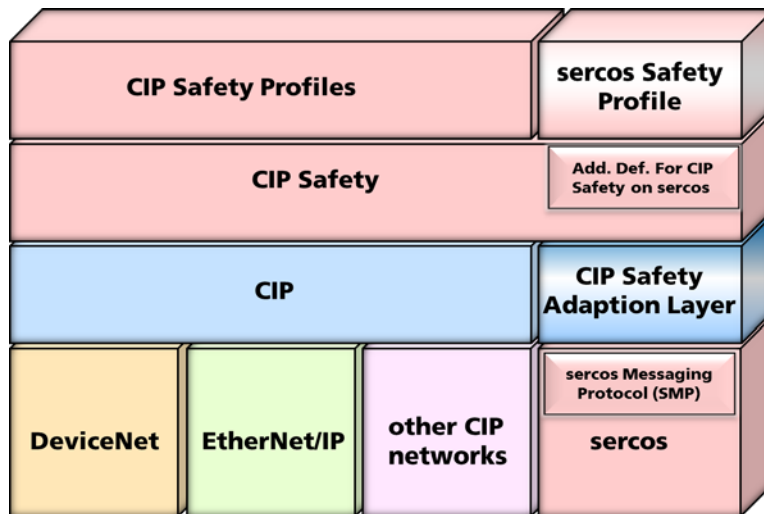 CIP Safety Profiles
sercos Safety
Profile
CIP Safety
Add. Def. For CIP
Safety on sercos
CIP
CIP Safety
Adaption Layer
DeviceNet
EtherNet/IP
other CIP
networks
sercos Messaging
Protocol (SMP)
sercos